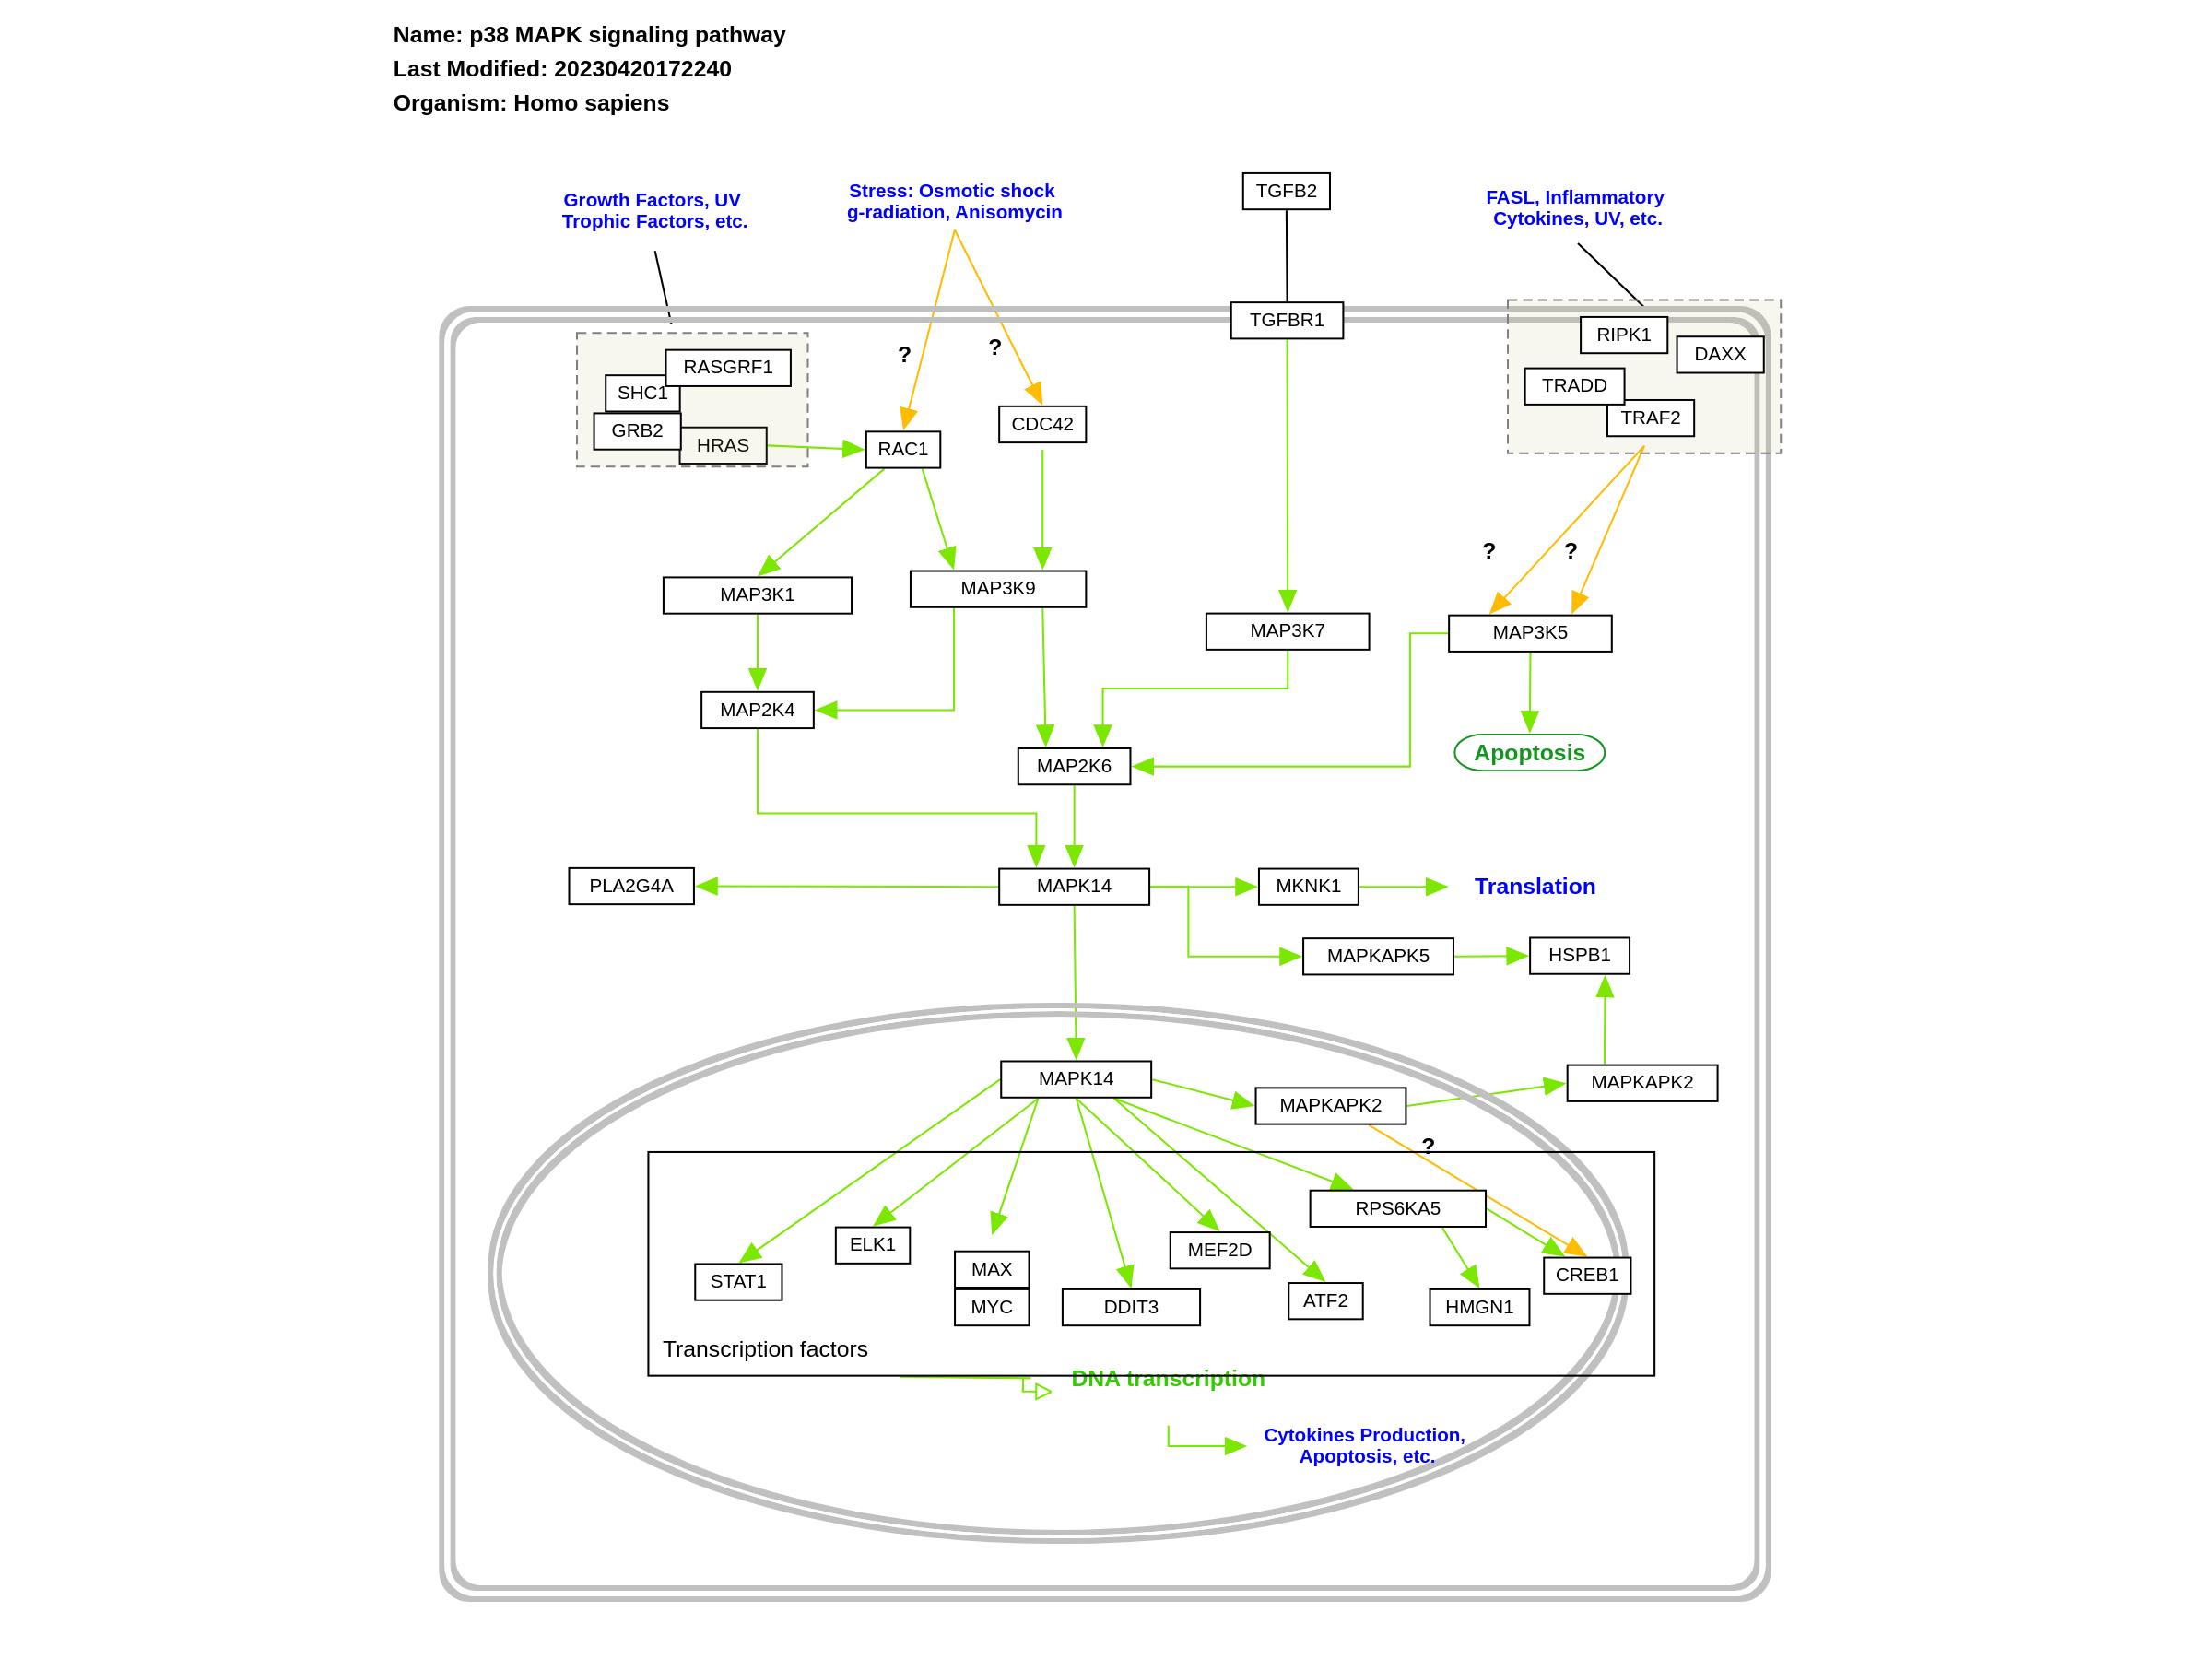 Name: p38 MAPK signaling pathway
Last Modified: 20230420172240
Organism: Homo sapiens
Growth Factors, UV
Trophic Factors, etc.
Stress: Osmotic shock
g-radiation, Anisomycin
TGFB2
FASL, Inflammatory
Cytokines, UV, etc.
TGFBR1
RIPK1
DAXX
TRADD
TRAF2
RASGRF1
SHC1
GRB2
HRAS
?
?
RAC1
CDC42
?
?
MAP3K1
MAP3K9
MAP3K7
MAP3K5
MAP2K4
MAP2K6
Apoptosis
PLA2G4A
MAPK14
MKNK1
Translation
MAPKAPK5
HSPB1
MAPK14
MAPKAPK2
MAPKAPK2
?
RPS6KA5
ELK1
MEF2D
STAT1
MAX
MYC
DDIT3
ATF2
HMGN1
CREB1
Transcription factors
DNA transcription
Cytokines Production,
Apoptosis, etc.